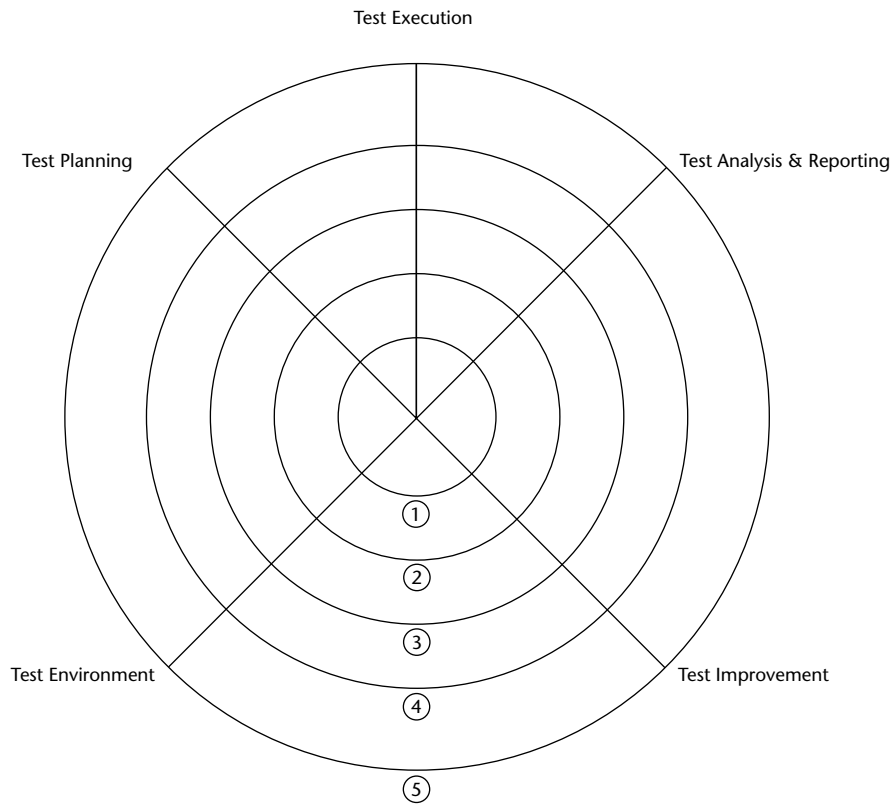 Test Execution
Test Planning
Test Analysis & Reporting
1
2
3
Test Environment
Test Improvement
4
5